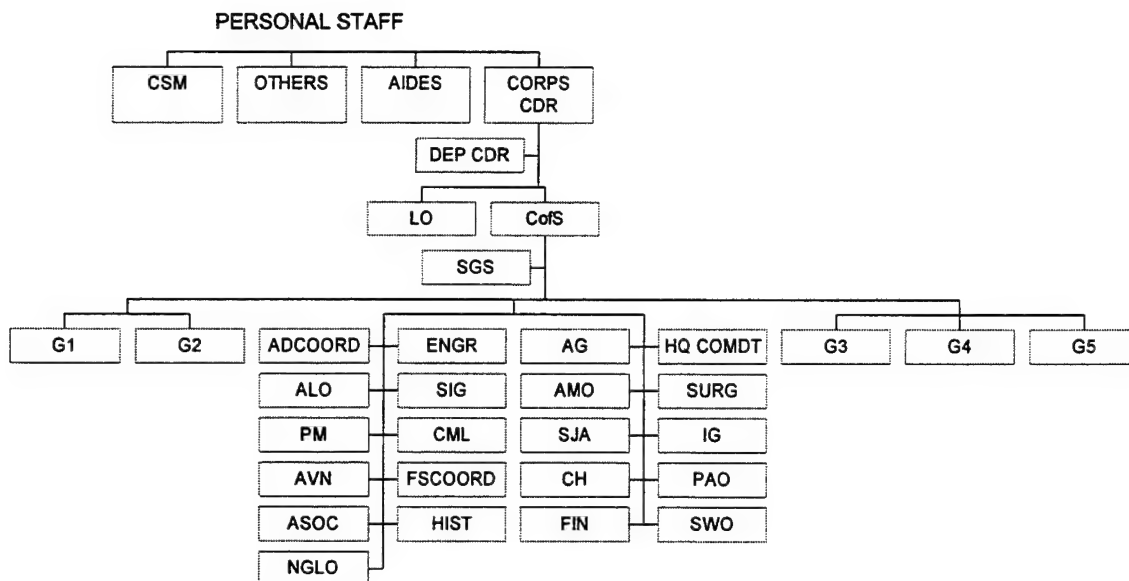 PERSONAL STAFF
CSM
OTHERS
AIDES
CORPS
CDR
DEP CDR
LO
CofS
SGS
G1
G2
ADCOORD
ENGR
AG
HQ COMDT
G3
G4
G5
ALO
SIG
AMO
SURG
PM
CML
SJA
IG
AVN
FSCOORD
CH
PAO
ASOC
HIST
FIN
SWO
NGLO